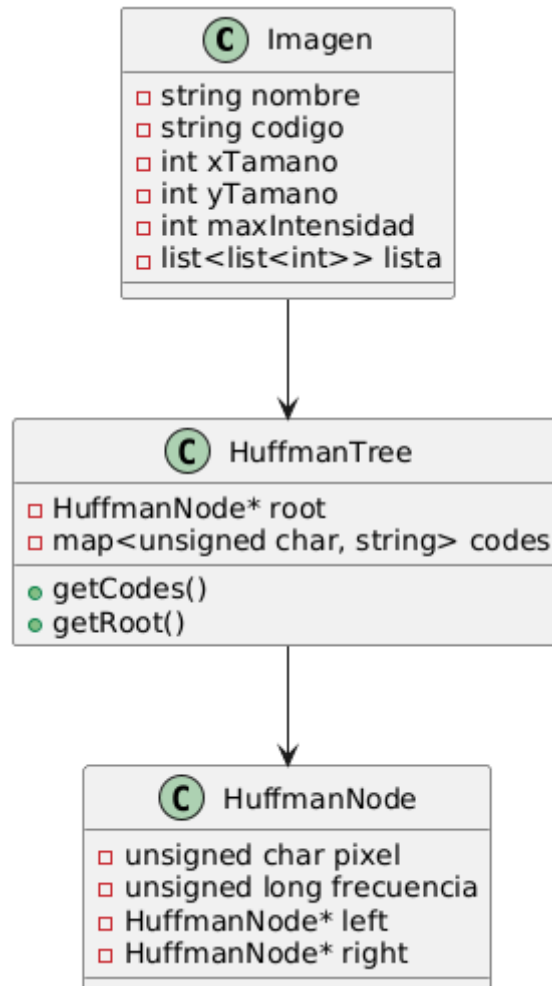 C Imagen
string nombre
string codigo
int xTamano
int yTamano
int maxIntensidad
list<list<int>> lista
C HuffmanTree
HuffmanNode* root
map<unsigned char, string> codes
getCodes()
getRoot()
C HuffmanNode
unsigned char pixel
unsigned long frecuencia
HuffmanNode* left
HuffmanNode* right